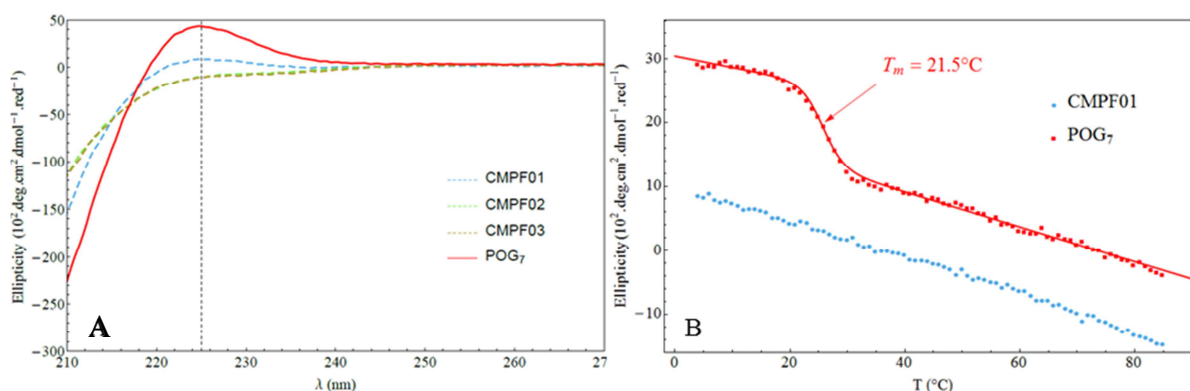 50
0
−50
−100
−150
−200
−250
−300
Ellipticity (10².deg.cm².dmol⁻¹.red⁻¹)
CMPF01
CMPF02
CMPF03
POG₇
A
210 220 230 240 250 260 27
λ (nm)
30
20
10
0
−10
Ellipticity (10².deg.cm².dmol⁻¹.red⁻¹)
Tₘ = 21.5°C
CMPF01
POG₇
B
0 20 40 60 80
T (°C)